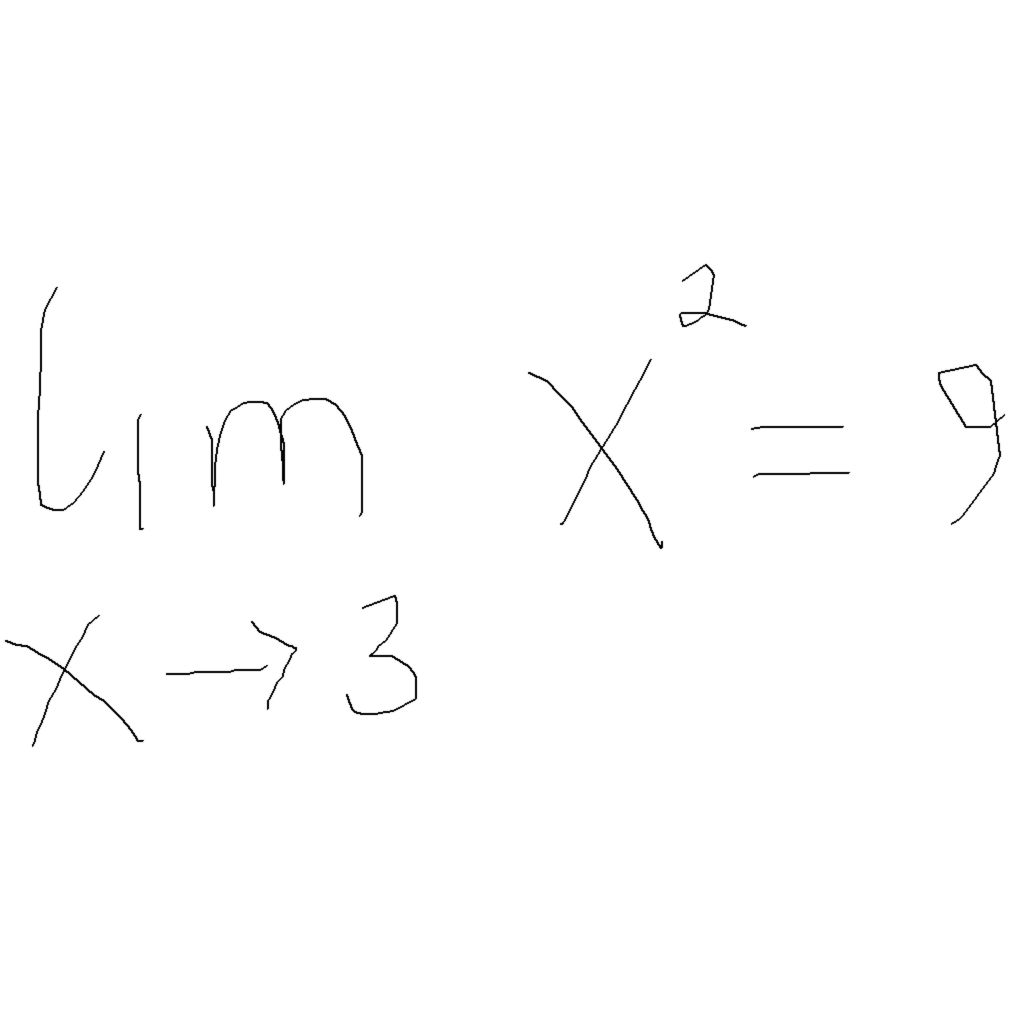 lim x² = 9
x → 3